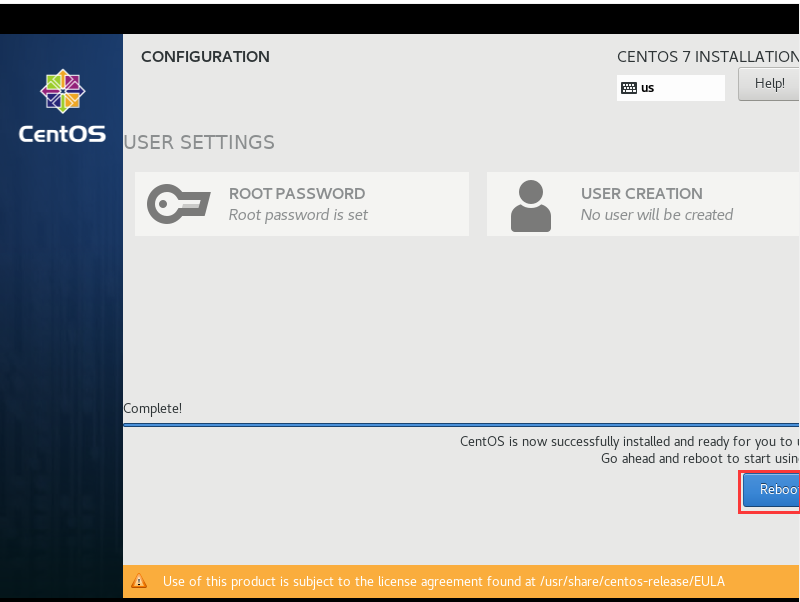 CONFIGURATION
CENTOS 7 INSTALLATION
us
Help!
CentOS
USER SETTINGS
ROOT PASSWORD
Root password is set
USER CREATION
No user will be created
Complete!
CentOS is now successfully installed and ready for you to
Go ahead and reboot to start usin
Reboo
Use of this product is subject to the license agreement found at /usr/share/centos-release/EULA